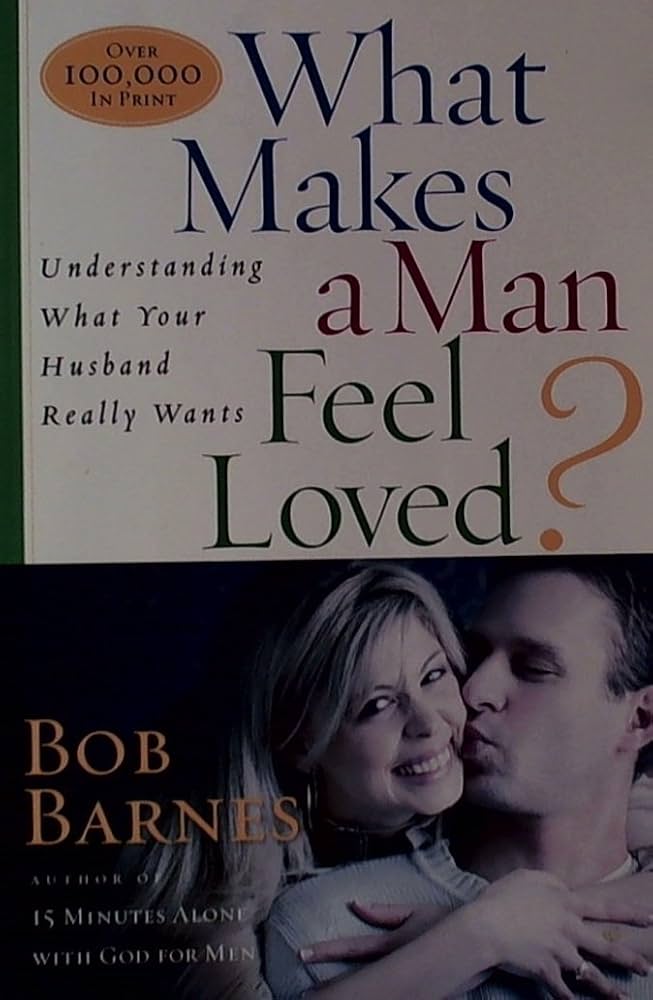 OVER
100,000
IN PRINT
What
Makes
a Man
Feel
Loved?
Understanding
What Your
Husband
Really Wants
BOB
BARNES
AUTHOR OF
15 MINUTES ALONE
WITH GOD FOR MEN